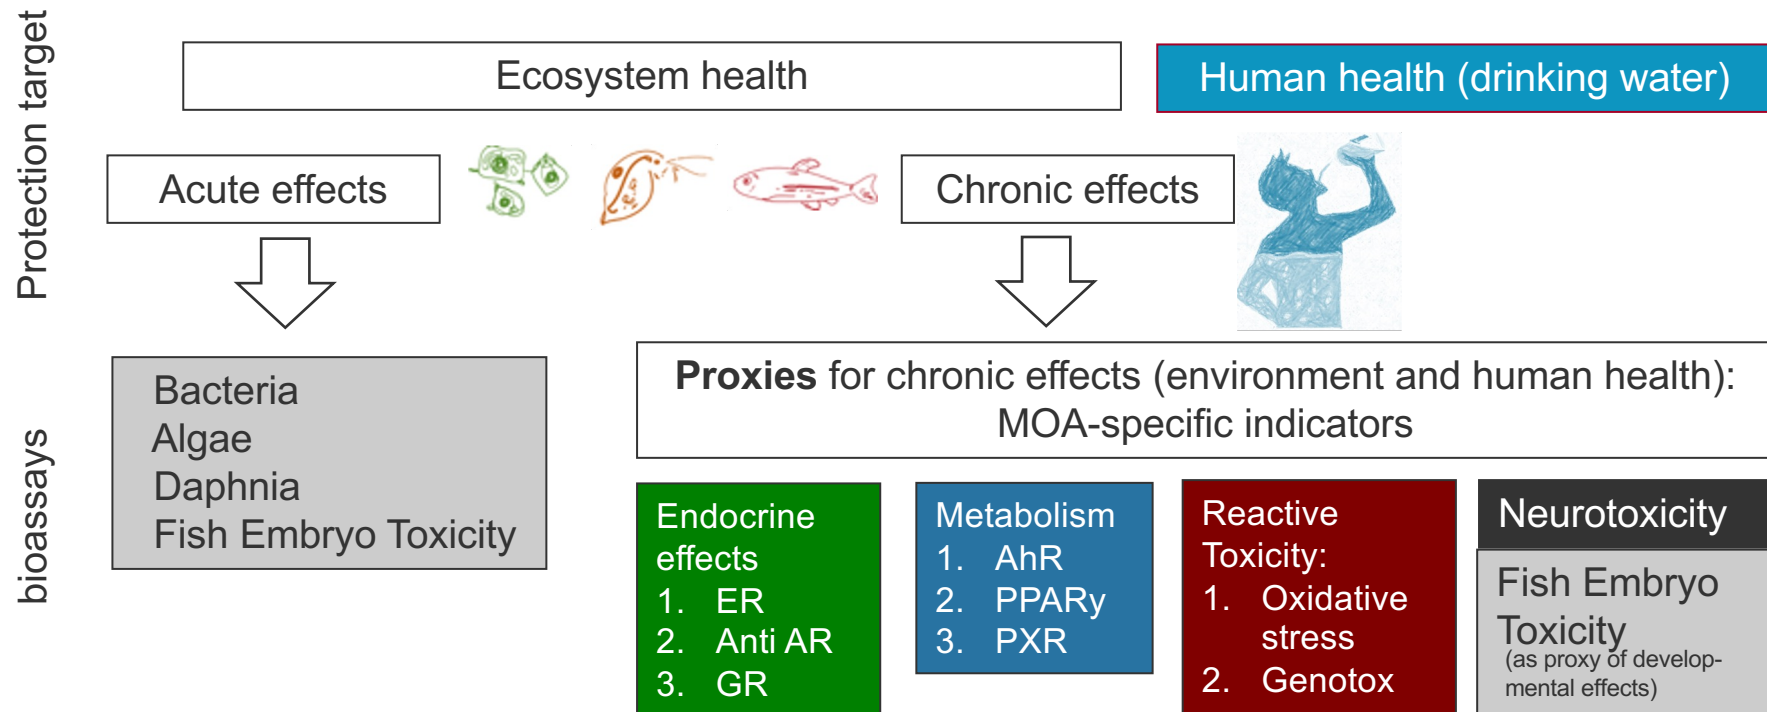 Protection target
Ecosystem health
Human health (drinking water)
Acute effects
Chronic effects
bioassays
Bacteria
Algae
Daphnia
Fish Embryo Toxicity
Proxies for chronic effects (environment and human health):
MOA-specific indicators
Endocrine
effects
1. ER
2. Anti AR
3. GR
Metabolism
1. AhR
2. PPARy
3. PXR
Reactive
Toxicity:
1. Oxidative
stress
2. Genotox
Neurotoxicity
Fish Embryo
Toxicity
(as proxy of develop-
mental effects)